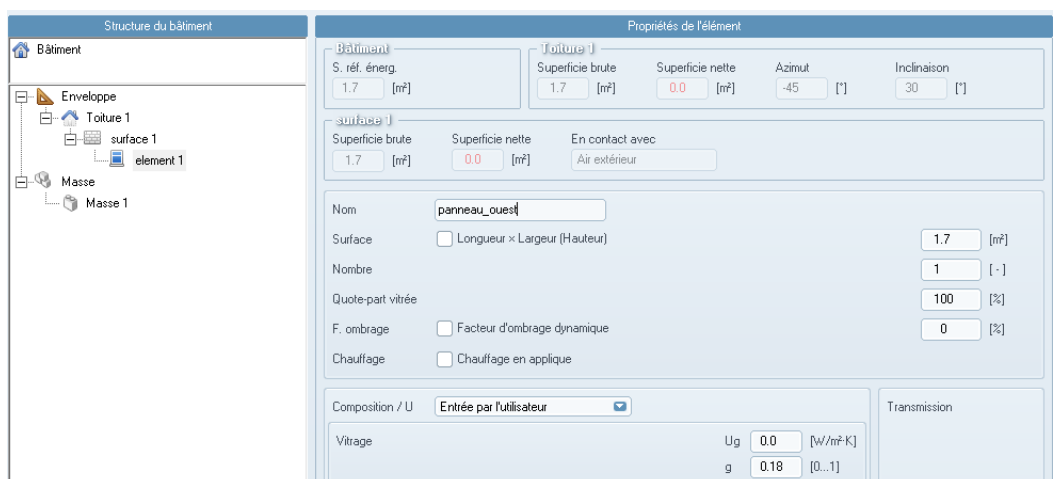 Structure du bâtiment
Bâtiment
Enveloppe
Toiture 1
surface 1
element 1
Masse
Masse 1
Propriétés de l'élément
Bâtiment
S. réf. énerg.
1.7 [m²]
Toiture 1
Superficie brute Superficie nette Azimut Inclinaison
1.7 [m²] 0.0 [m²] -45 [°] 30 [°]
surface 1
Superficie brute Superficie nette En contact avec
1.7 [m²] 0.0 [m²] Air extérieur
Nom panneau_ouest
Surface Longueur × Largeur (Hauteur) 1.7 [m²]
Nombre 1 [ - ]
Quote-part vitrée 100 [%]
F. ombrage Facteur d'ombrage dynamique 0 [%]
Chauffage Chauffage en applique
Composition / U Entrée par l'utilisateur
Vitrage Ug 0.0 [W/m²·K]
g 0.18 [0...1]
Transmission